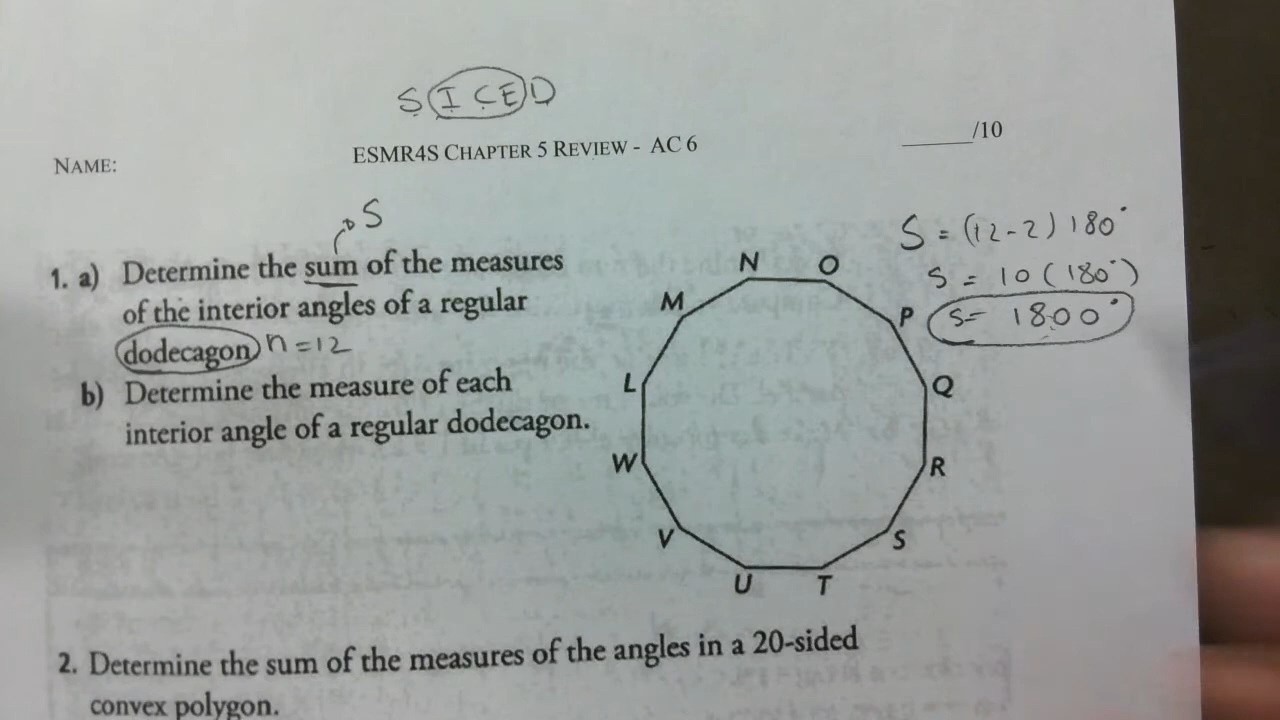 SICED
NAME:
ESMR4S CHAPTER 5 REVIEW - AC 6
______/10
S
1. a) Determine the sum of the measures
of the interior angles of a regular
dodecagon. n=12
b) Determine the measure of each
interior angle of a regular dodecagon.
N
O
M
P
L
Q
W
R
V
S
U
T
S = (12-2) 180°
S = 10 (180°)
S= 1800°
2. Determine the sum of the measures of the angles in a 20-sided
convex polygon.